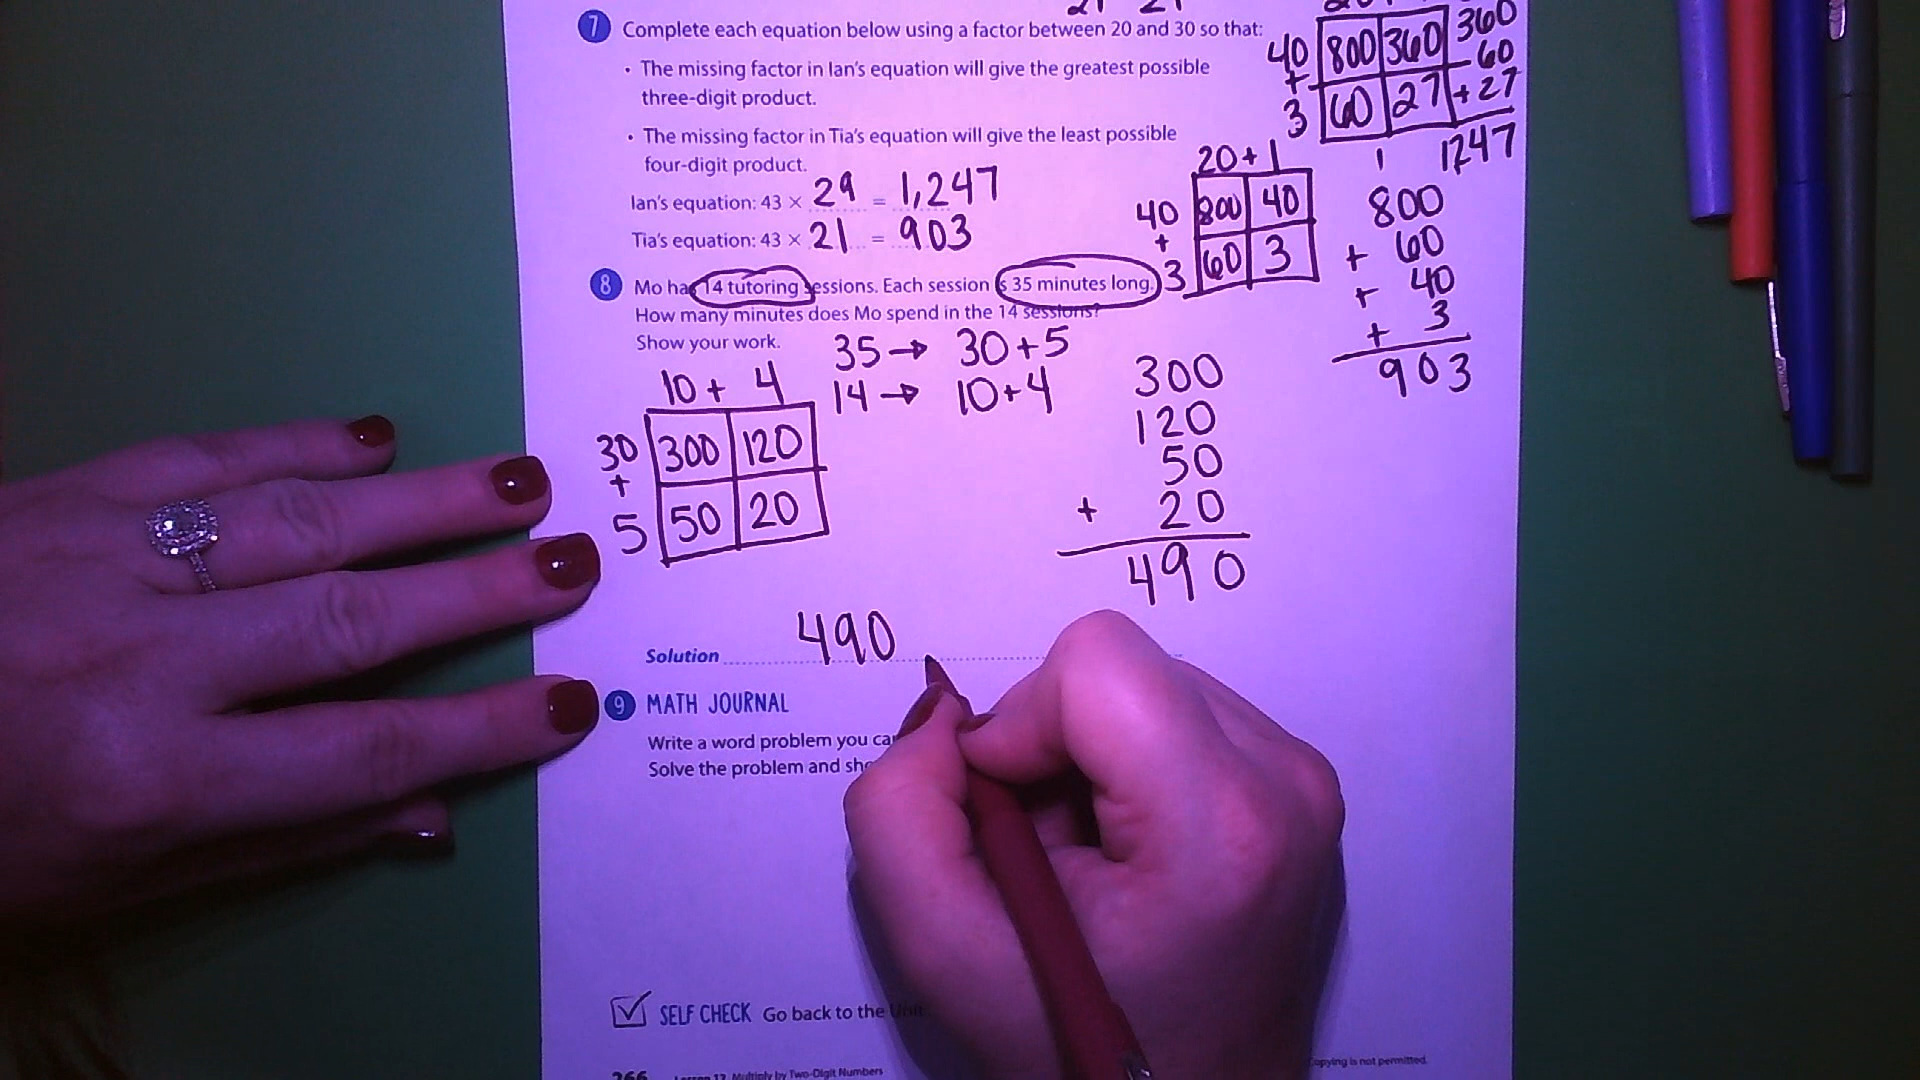 7 Complete each equation below using a factor between 20 and 30 so that:
• The missing factor in Ian's equation will give the greatest possible
three-digit product.
• The missing factor in Tia's equation will give the least possible
four-digit product.
Ian's equation: 43 × 29 = 1,247
Tia's equation: 43 × 21 = 903
40 800 360 360
+ 60
3 60 27 + 27
1247
20 + 1
40 800 40
+
3 60 3
1
800
+ 60
+ 40
+ 3
903
8 Mo has 14 tutoring sessions. Each session is 35 minutes long.
How many minutes does Mo spend in the 14 sessions?
Show your work.
35 → 30 + 5
14 → 10 + 4
10 + 4
30 300 120
+
5 50 20
300
120
50
+ 20
490
Solution 490
9 MATH JOURNAL
Write a word problem you
Solve the problem and
SELF CHECK Go back to the Unit
266 Lesson 12 Multiply by Two-Digit Numbers
Copying is not permitted.